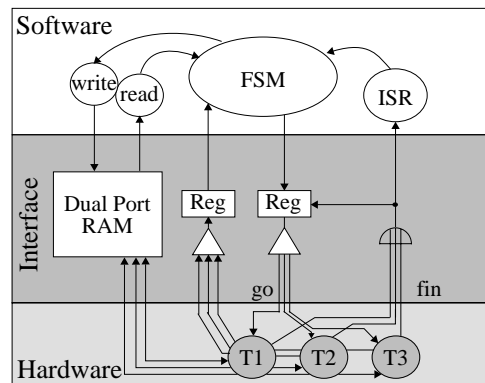 Software
write
read
FSM
ISR
Interface
Dual Port
RAM
Reg
Reg
go
fin
Hardware
T1
T2
T3